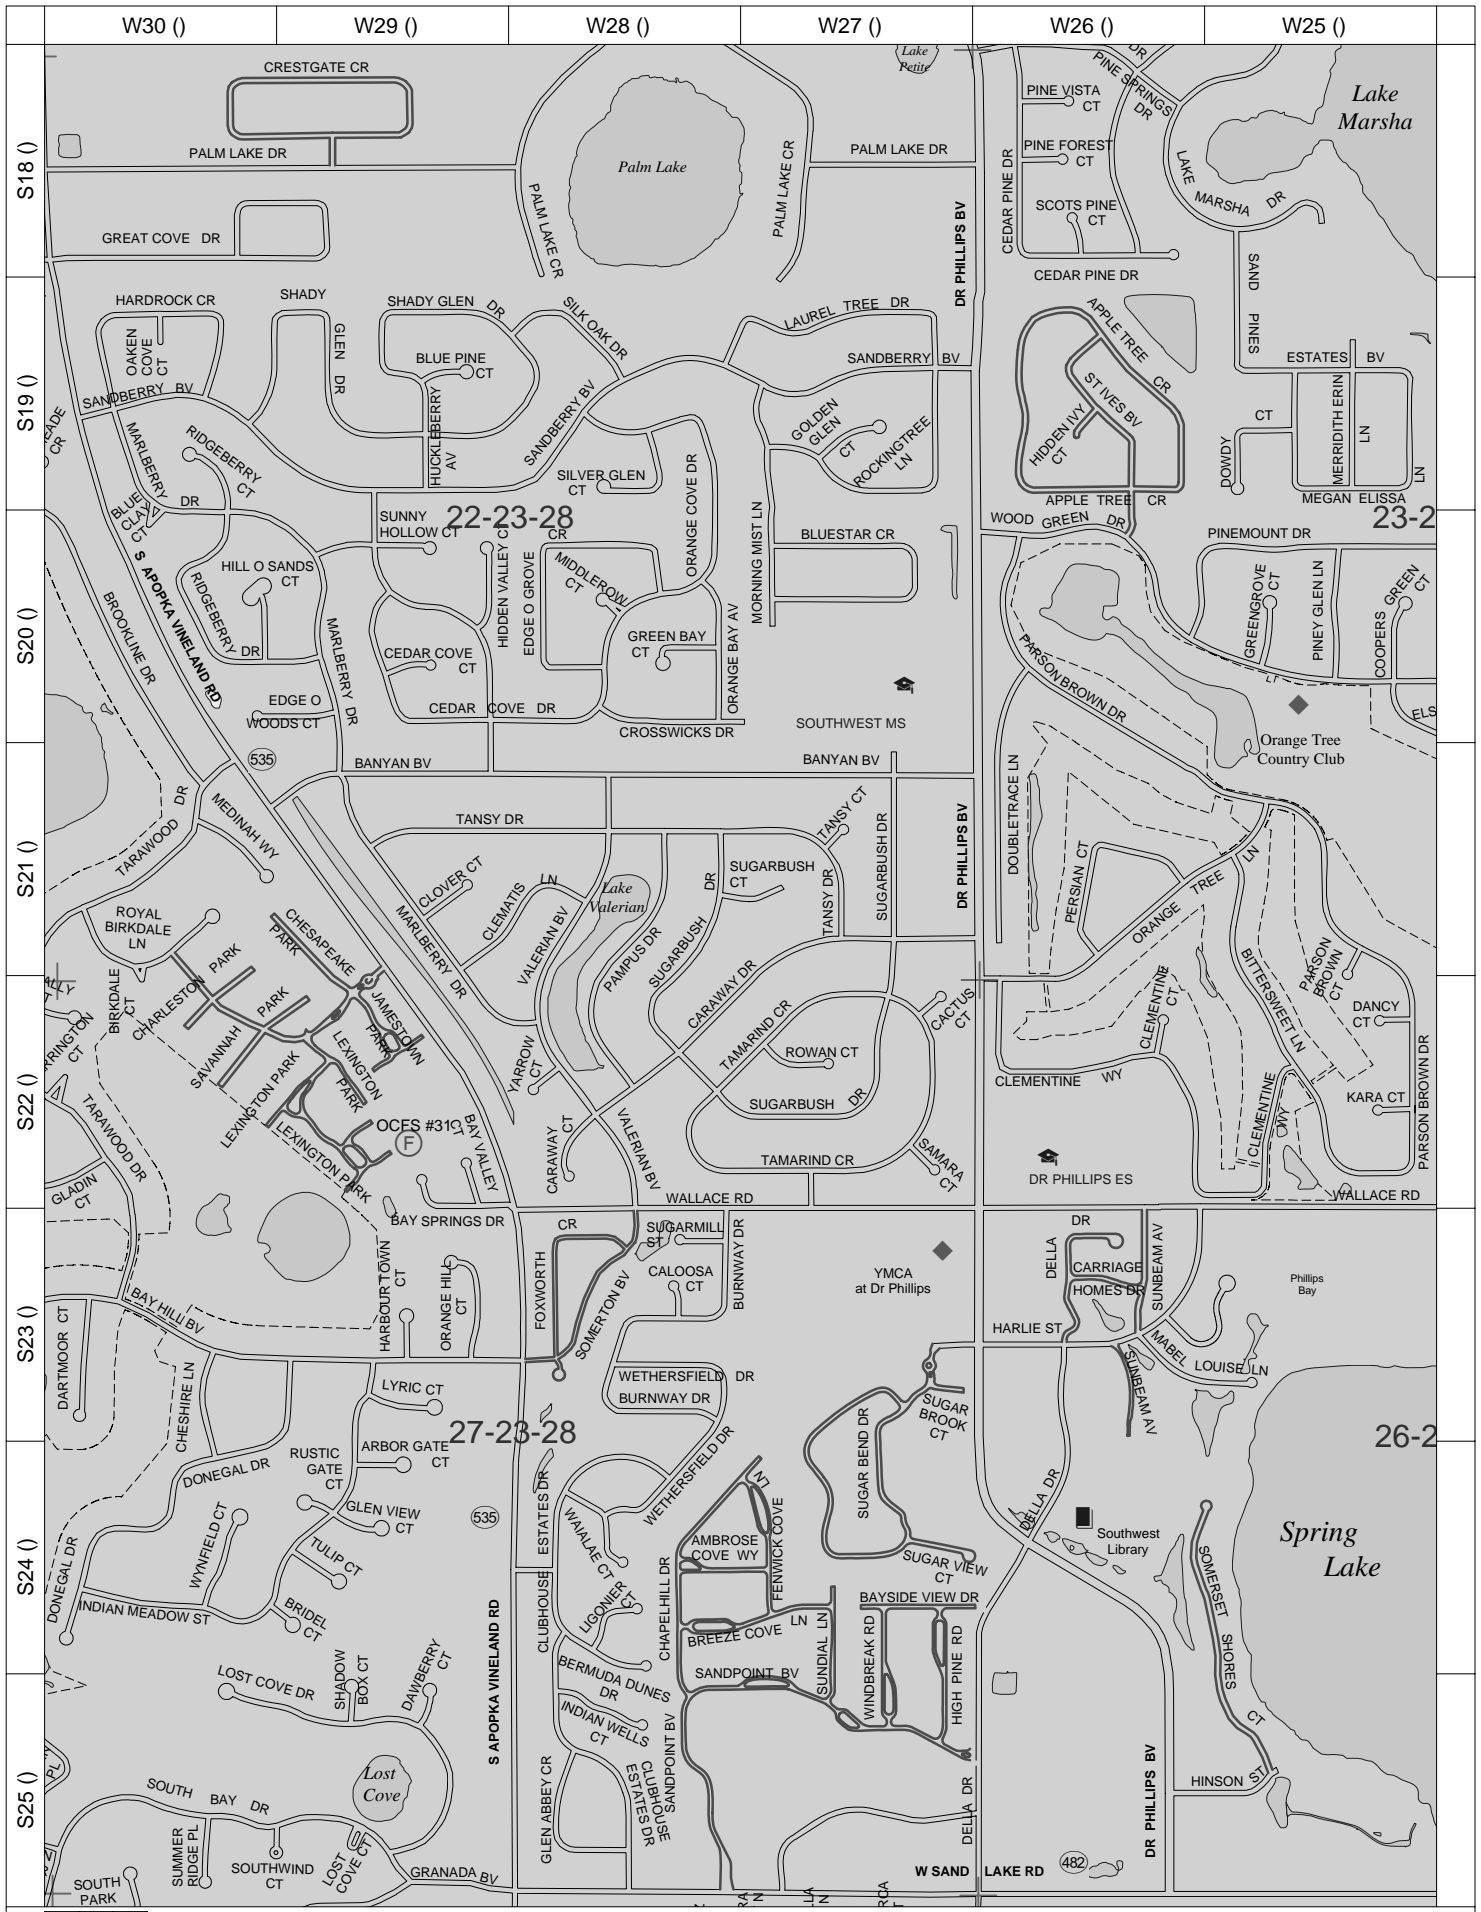 W30 ()
W29 ()
W28 ()
W27 ()
W26 ()
W25 ()
S18 ()
S19 ()
S20 ()
S21 ()
S22 ()
S23 ()
S24 ()
S25 ()
CRESTGATE CR
PALM LAKE DR
GREAT COVE DR
Palm Lake
PALM LAKE CR
PALM LAKE CR
PALM LAKE DR
Lake
Petite
DR PHILLIPS BV
CEDAR PINE DR
PINE VISTA
CT
PINE FOREST
CT
SCOTS PINE
CT
CEDAR PINE DR
DR
PINE SPRINGS
DR
LAKE
MARSHA
DR
Lake
Marsha
SAND
PINES
ESTATES BV
HARDROCK CR
OAKEN
COVE
CT
SHADY
GLEN
DR
SHADY GLEN
DR
BLUE PINE
CT
HUCKLEBERRY
AV
SILK OAK DR
LAUREL TREE DR
SANDBERRY BV
SANDBERRY BV
SANDBERRY BV
EADE
CR
MARLBERRY
DR
RIDGEBERRY
CT
BLUE
CLAY
CT
SILVER GLEN
CT
ORANGE COVE DR
GOLDEN
GLEN
CT
ROCKINGTREE
LN
MORNING MIST LN
APPLE TREE
CR
ST IVES BV
HIDDEN IVY
CT
APPLE TREE CR
WOOD GREEN DR
DOWDY
CT
MERRIDITH ERIN
LN
MEGAN ELISSA
LN
22-23-28
23-2
SUNNY
HOLLOW CT
HIDDEN VALLEY CT
EDGE O GROVE
CR
MIDDLEROW
CT
BLUESTAR CR
HILL O SANDS
CT
RIDGEBERRY
DR
MARLBERRY DR
S APOPKA VINELAND RD
BROOKLINE DR
EDGE O
WOODS CT
CEDAR COVE
CT
CEDAR COVE DR
GREEN BAY
CT
ORANGE BAY AV
CROSSWICKS DR
SOUTHWEST MS
PINEMOUNT DR
GREENGROVE
CT
PINEY GLEN LN
COOPERS
GREEN
CT
ELS
PARSON BROWN DR
Orange Tree
Country Club
535
BANYAN BV
BANYAN BV
DR PHILLIPS BV
DOUBLETRACE LN
TARAWOOD
DR
MEDINAH WY
TANSY DR
TANSY CT
TANSY DR
SUGARBUSH DR
SUGARBUSH
CT
SUGARBUSH
DR
CLOVER CT
CLEMATIS
LN
VALERIAN BV
Lake
Valerian
PAMPUS DR
MARLBERRY
DR
PERSIAN CT
ORANGE
TREE
LN
BITTERSWEET LN
PARSON
BROWN
CT
ROYAL
BIRKDALE
LN
BIRKDALE
CT
CHESAPEAKE
PARK
CHARLESTON
PARK
SAVANNAH
PARK
JAMESTOWN
PARK
LEXINGTON
PARK
LEXINGTON PARK
LEXINGTON PARK
OCFS #31
F
ALLY
RRINGTON
CT
TARAWOOD DR
GLADIN
CT
BAY VALLEY
CT
BAY SPRINGS DR
YARROW
CT
CARAWAY
CT
VALERIAN BV
CARAWAY DR
TAMARIND CR
ROWAN CT
SUGARBUSH
DR
CACTUS
CT
TAMARIND CR
SAMARA
CT
WALLACE RD
CLEMENTINE
WY
CLEMENTINE
CT
CLEMENTINE
WY
DANCY
CT
KARA CT
PARSON BROWN DR
DR PHILLIPS ES
WALLACE RD
FOXWORTH
CR
SOMERTON BV
SUGARMILL
ST
CALOOSA
CT
BURNWAY DR
YMCA
at Dr Phillips
DELLA
DR
CARRIAGE
HOMES DR
SUNBEAM AV
HARLIE ST
MABEL
LOUISE LN
SUNBEAM AV
Phillips
Bay
BAY HILL BV
DARTMOOR CT
CHESHIRE LN
HARBOUR TOWN
CT
ORANGE HILL
CT
LYRIC CT
WETHERSFIELD DR
BURNWAY DR
WETHERSFIELD DR
SUGAR
BROOK
CT
SUGAR BEND DR
27-23-28
26-2
RUSTIC
GATE
CT
ARBOR GATE
CT
GLEN VIEW
CT
TULIP CT
DONEGAL DR
DONEGAL DR
WYNFIELD CT
INDIAN MEADOW ST
BRIDEL
CT
535
CLUBHOUSE
ESTATES DR
WAIALAE CT
LIGONIER
CT
LN
AMBROSE
COVE WY
FENWICK COVE
CHAPELHILL DR
BREEZE COVE
LN
SUGAR VIEW
CT
BAYSIDE VIEW DR
DELLA DR
Southwest
Library
Spring
Lake
SOMERSET
SHORES
CT
LOST COVE DR
SHADOW
BOX CT
DAWBERRY
CT
S APOPKA VINELAND RD
BERMUDA DUNES
DR
INDIAN WELLS
CT
SANDPOINT BV
SANDPOINT BV
SUNDIAL LN
WINDBREAK RD
HIGH PINE RD
GLEN ABBEY CR
CLUBHOUSE
ESTATES DR
DELLA DR
DR PHILLIPS BV
HINSON
ST
PL
SOUTH BAY DR
Lost
Cove
SUMMER
RIDGE PL
SOUTHWIND
CT
LOST
COVE CT
GRANADA BV
SOUTH
PARK
W SAND LAKE RD
482